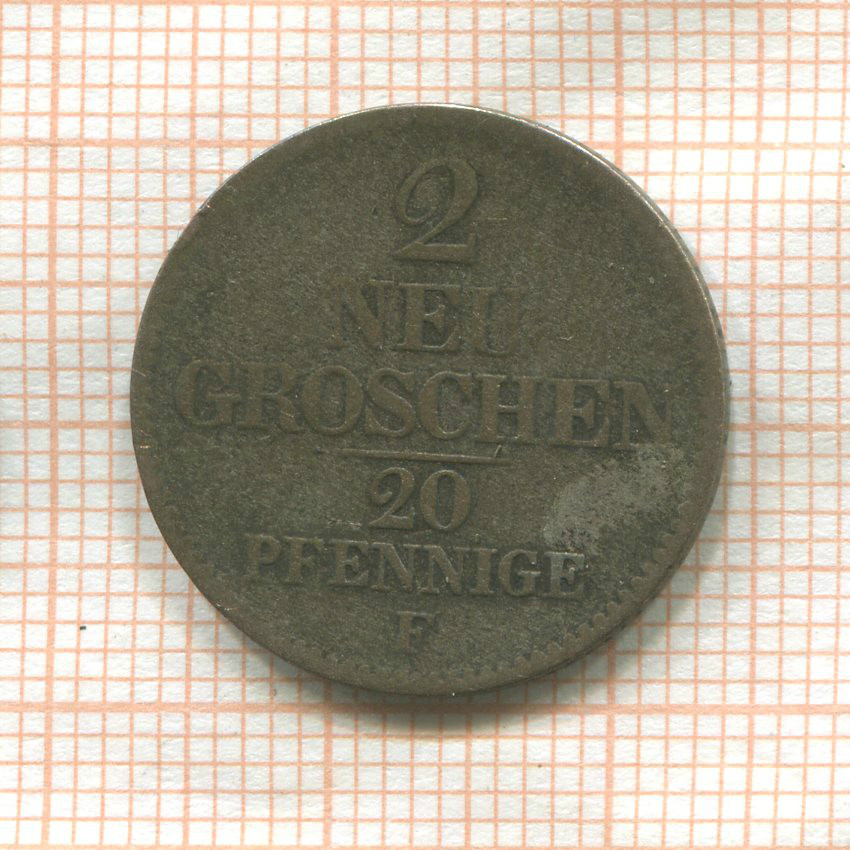 2
NEU
GROSCHEN
20
PFENNIGE
F